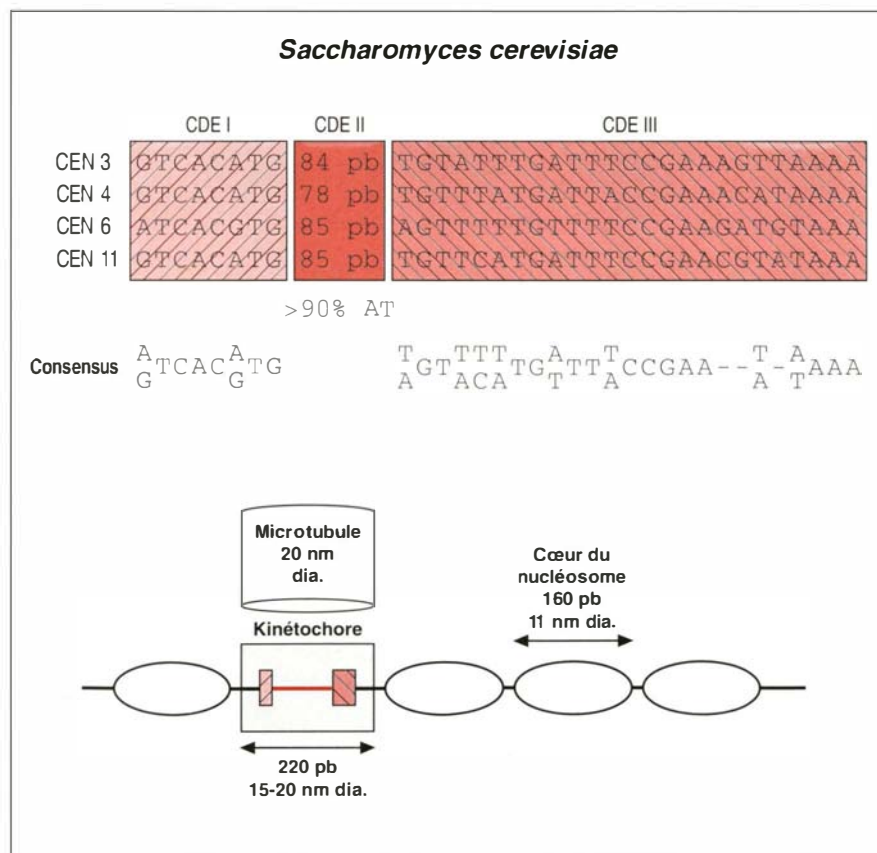 Saccharomyces cerevisiae
CDE I CDE II CDE III
CEN 3 GTCACATG 84 pb TGTATTTGATTTCCGAAAGTTAAAA
CEN 4 GTCACATG 78 pb TGTTTATGATTACCGAAACATAAAA
CEN 6 ATCACGTG 85 pb AGTTTTTGTTTTCCGAAGATGTAAA
CEN 11 GTCACATG 85 pb TGTTCATGATTTCCGAACGTATAAA
>90% AT
A A T TTT A T T A
Consensus TCAC TG GT TG TT CCGAA-- - AAA
G G A ACA T A A T
Microtubule
20 nm
dia.
Kinétochore
Cœur du
nucléosome
160 pb
11 nm dia.
220 pb
15-20 nm dia.